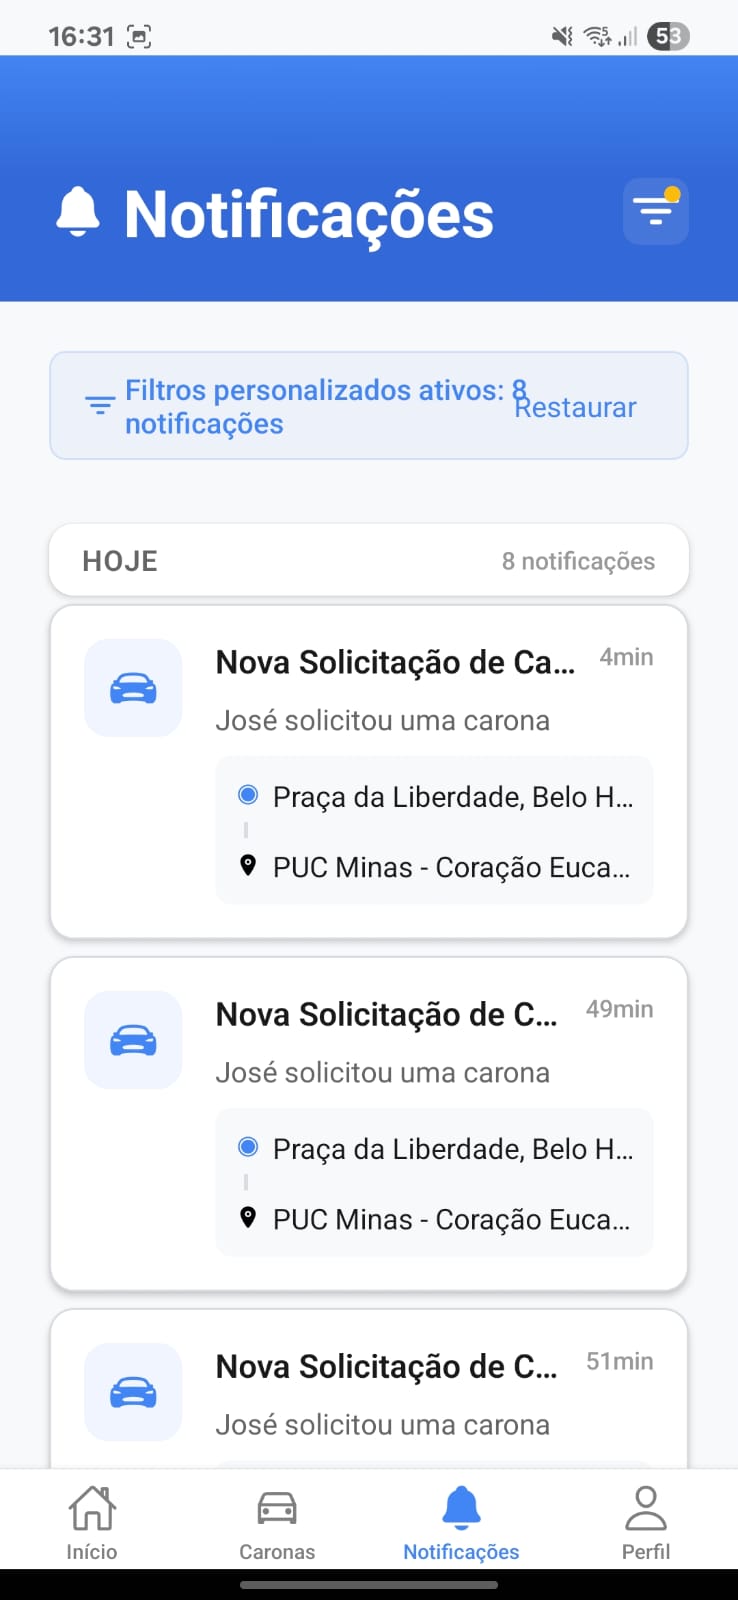 16:31
53
Notificações
Filtros personalizados ativos: 8
notificações
Restaurar
HOJE
8 notificações
Nova Solicitação de Ca...
4min
José solicitou uma carona
Praça da Liberdade, Belo H...
PUC Minas - Coração Euca...
Nova Solicitação de C...
49min
José solicitou uma carona
Praça da Liberdade, Belo H...
PUC Minas - Coração Euca...
Nova Solicitação de C...
51min
José solicitou uma carona
Início
Caronas
Notificações
Perfil